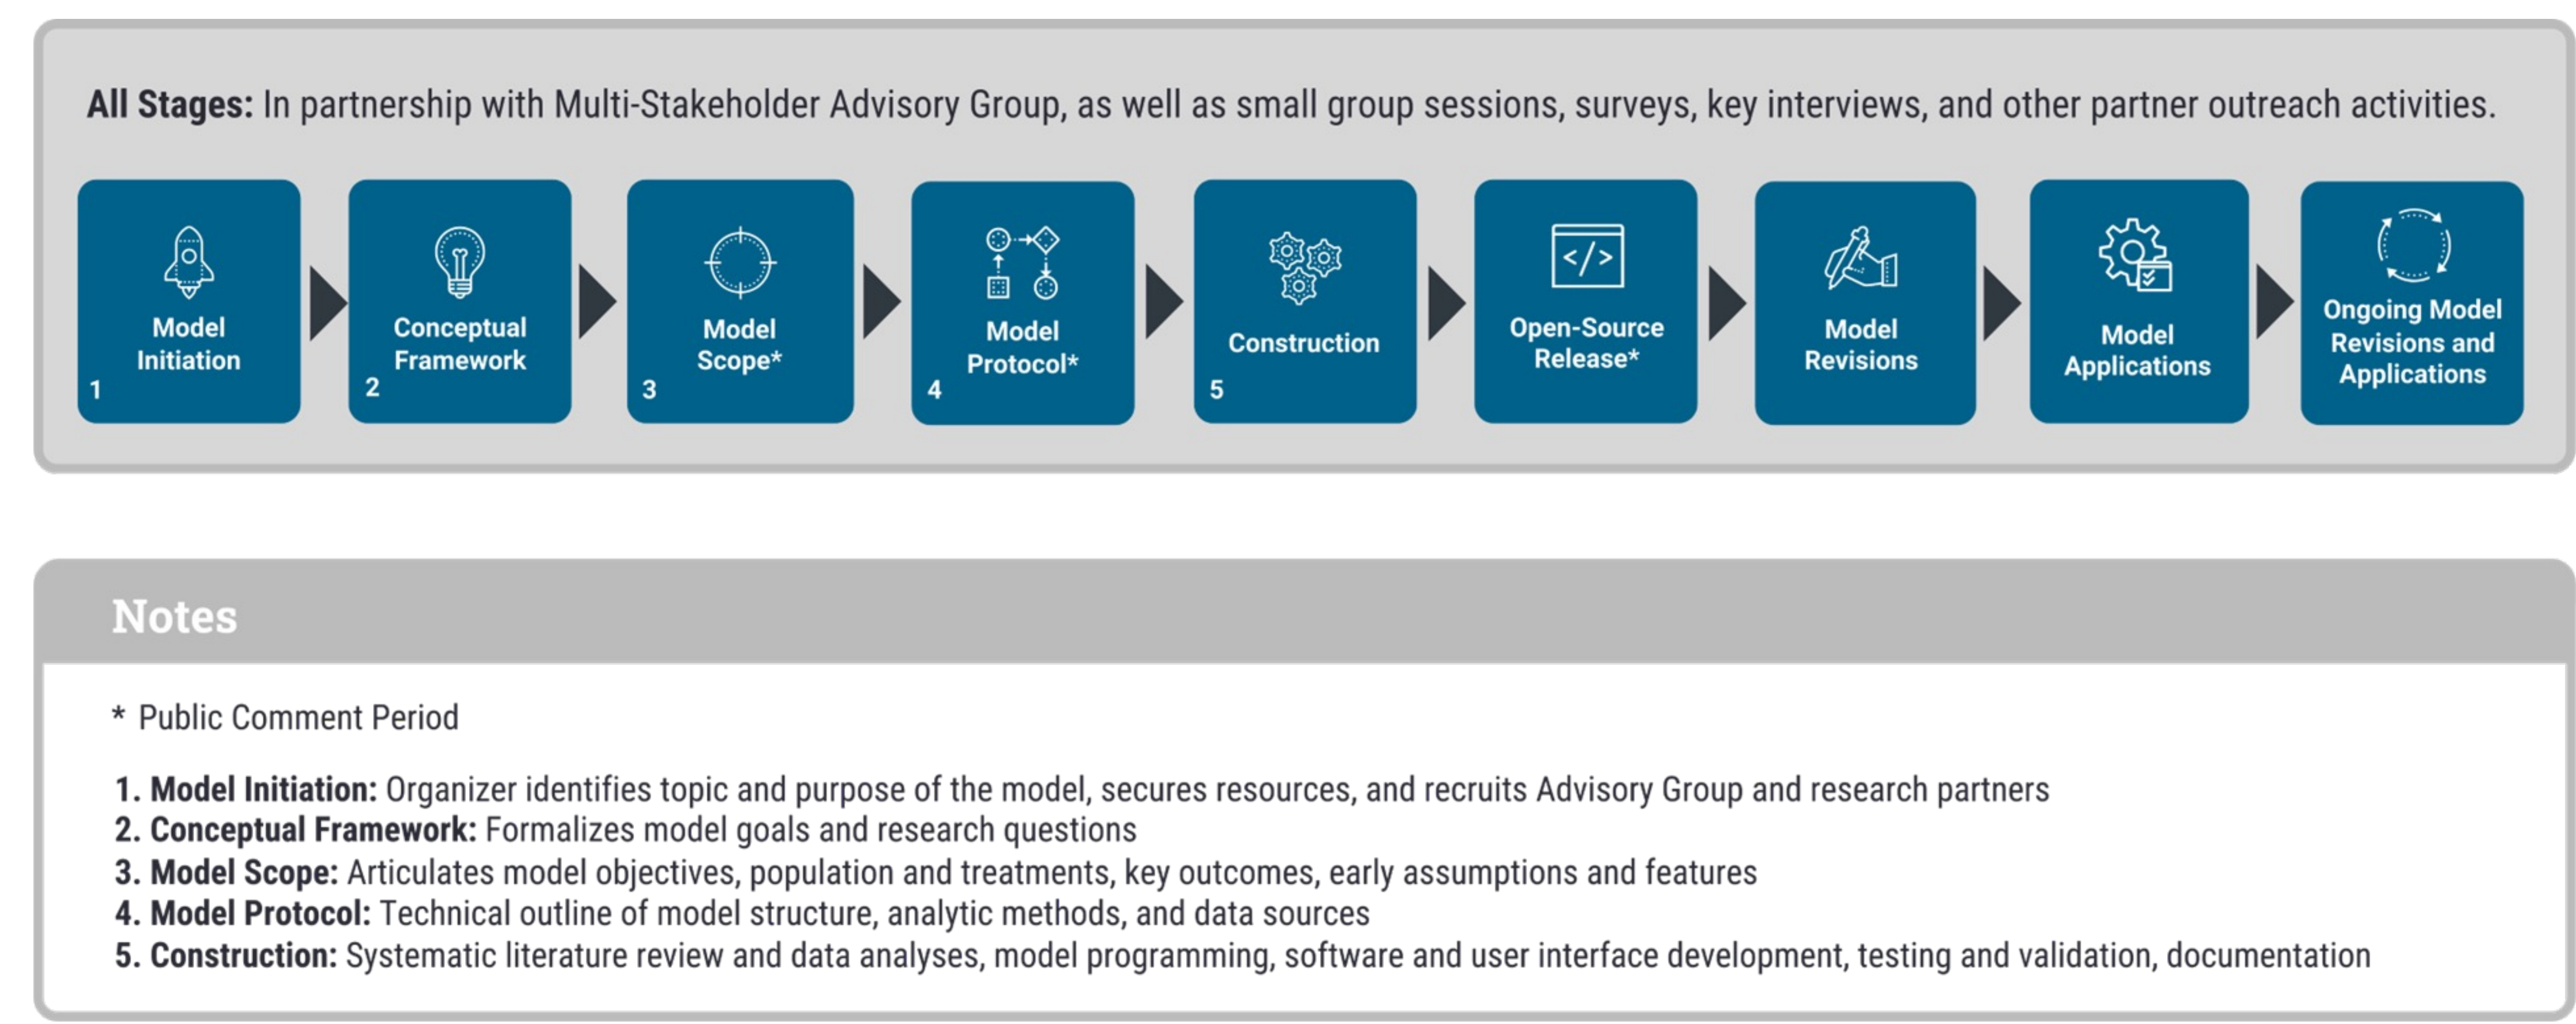 All Stages: In partnership with Multi-Stakeholder Advisory Group, as well as small group sessions, surveys, key interviews, and other partner outreach activities.
Model
Initiation
1
Conceptual
Framework
2
Model
Scope*
3
Model
Protocol*
4
Construction
5
</>
Open-Source
Release*
Model
Revisions
Model
Applications
Ongoing Model
Revisions and
Applications
Notes
* Public Comment Period
1. Model Initiation: Organizer identifies topic and purpose of the model, secures resources, and recruits Advisory Group and research partners
2. Conceptual Framework: Formalizes model goals and research questions
3. Model Scope: Articulates model objectives, population and treatments, key outcomes, early assumptions and features
4. Model Protocol: Technical outline of model structure, analytic methods, and data sources
5. Construction: Systematic literature review and data analyses, model programming, software and user interface development, testing and validation, documentation